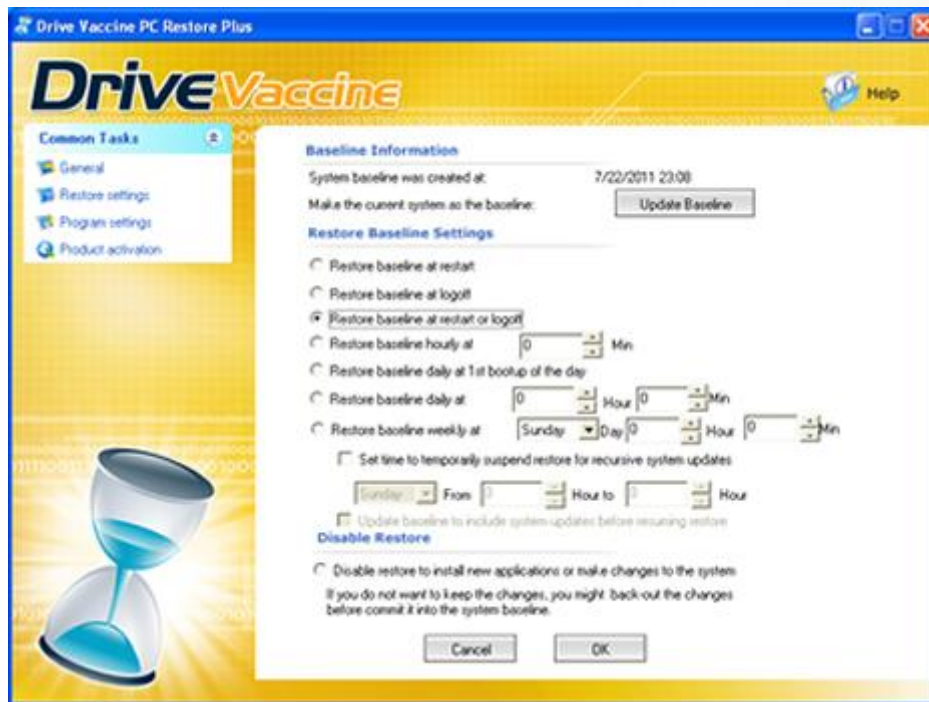 Drive Vaccine PC Restore Plus
Drive Vaccine
Help
Common Tasks
General
Restore settings
Program settings
Product activation
Baseline Information
System baseline was created at: 7/22/2011 23:08
Make the current system as the baseline: Update Baseline
Restore Baseline Settings
Restore baseline at restart
Restore baseline at logoff
Restore baseline at restart or logoff
Restore baseline hourly at 0 Min
Restore baseline daily at 1st bootup of the day
Restore baseline daily at 0 Hour 0 Min
Restore baseline weekly at Sunday Day 0 Hour 0 Min
Set time to temporarily suspend restore for recursive system updates
Sunday From 3 Hour to 3 Hour
Update baseline to include system updates before resuming restore
Disable Restore
Disable restore to install new applications or make changes to the system
If you do not want to keep the changes, you might back-out the changes
before commit it into the system baseline.
Cancel OK